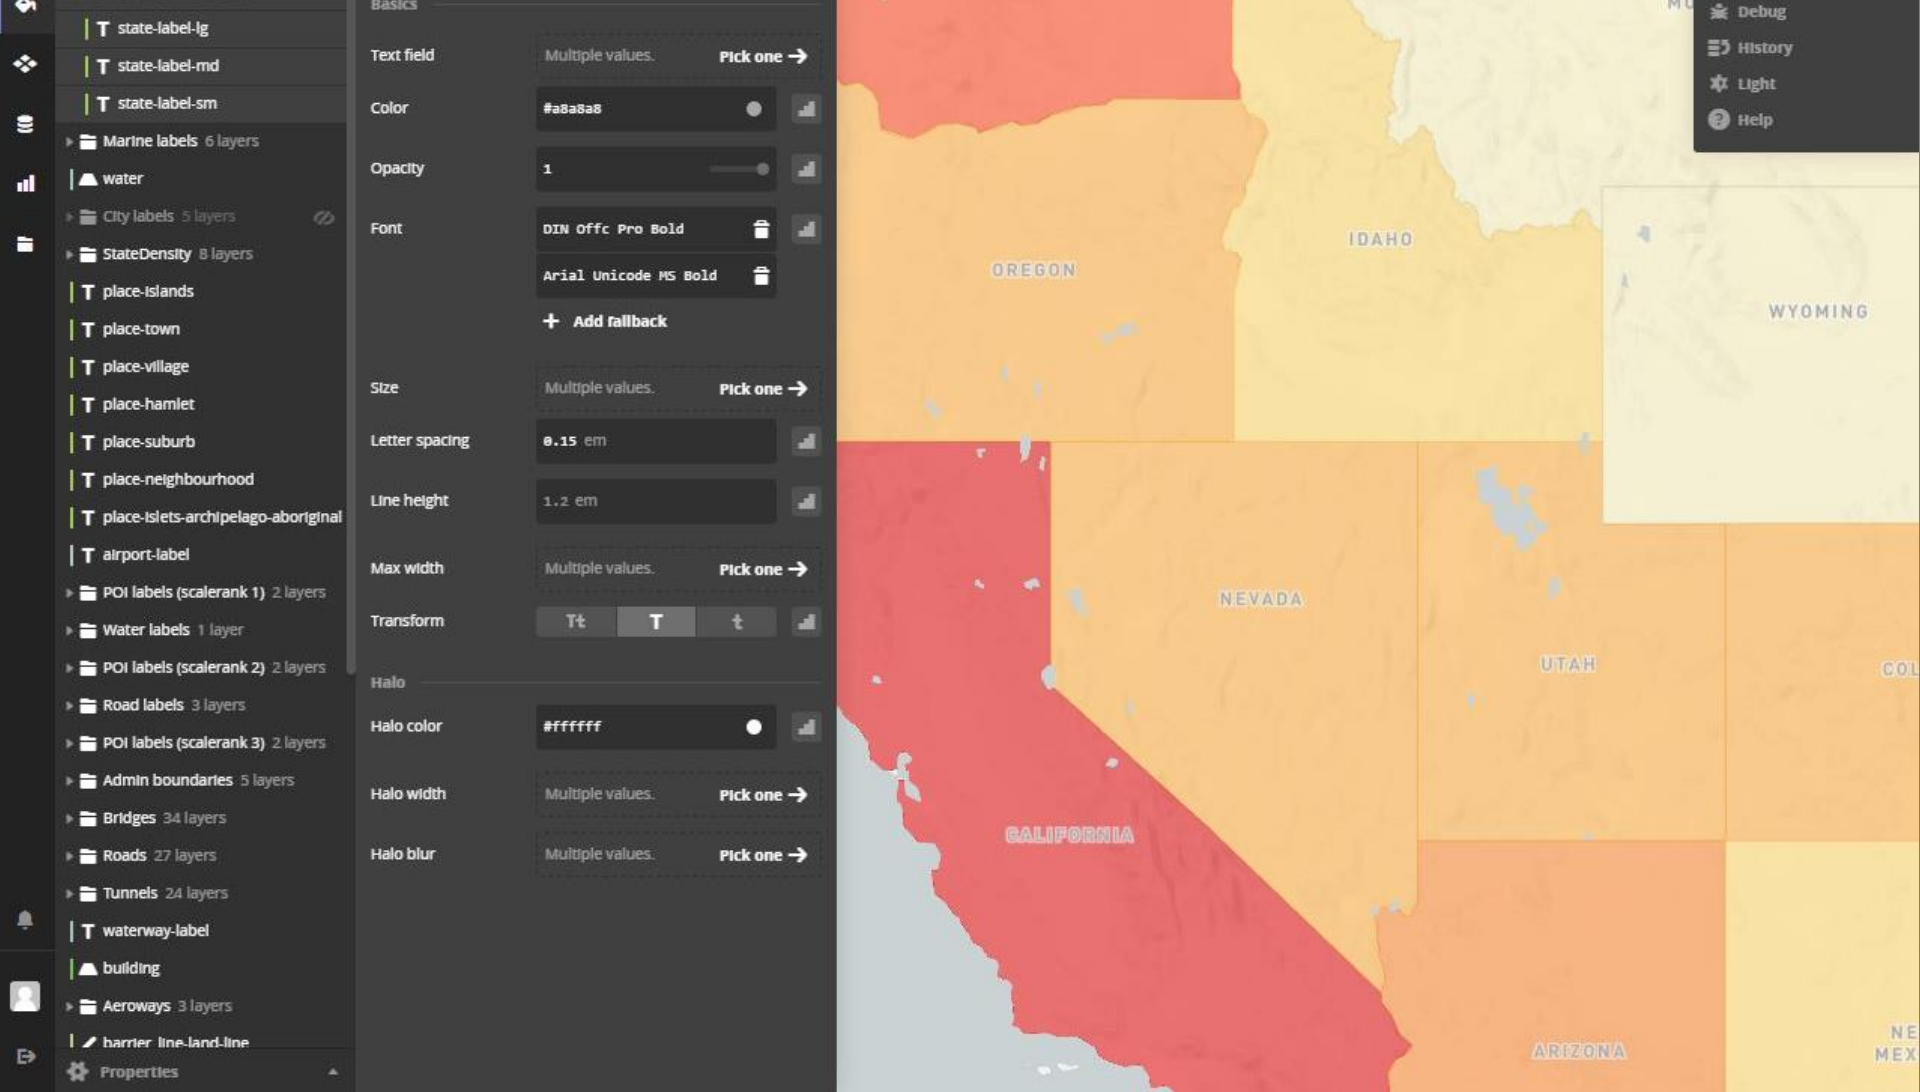 state-label-lg
state-label-md
state-label-sm
Marine labels 6 layers
water
City labels 5 layers
StateDensity 8 layers
place-islands
place-town
place-village
place-hamlet
place-suburb
place-neighbourhood
place-islets-archipelago-aboriginal
airport-label
POI labels (scalerank 1) 2 layers
Water labels 1 layer
POI labels (scalerank 2) 2 layers
Road labels 3 layers
POI labels (scalerank 3) 2 layers
Admin boundaries 5 layers
Bridges 34 layers
Roads 27 layers
Tunnels 24 layers
waterway-label
building
Aeroways 3 layers
barrier_line-land-line
Properties
Basics
Text field Multiple values. Pick one
Color #a8a8a8
Opacity 1
Font DIN Offc Pro Bold
Arial Unicode MS Bold
+ Add fallback
Size Multiple values. Pick one
Letter spacing 0.15 em
Line height 1.2 em
Max width Multiple values. Pick one
Transform Tt T t
Halo
Halo color #ffffff
Halo width Multiple values. Pick one
Halo blur Multiple values. Pick one
Debug
History
Light
Help
IDAHO
OREGON
WYOMING
NEVADA
UTAH
COL
CALIFORNIA
ARIZONA
NE
MEX